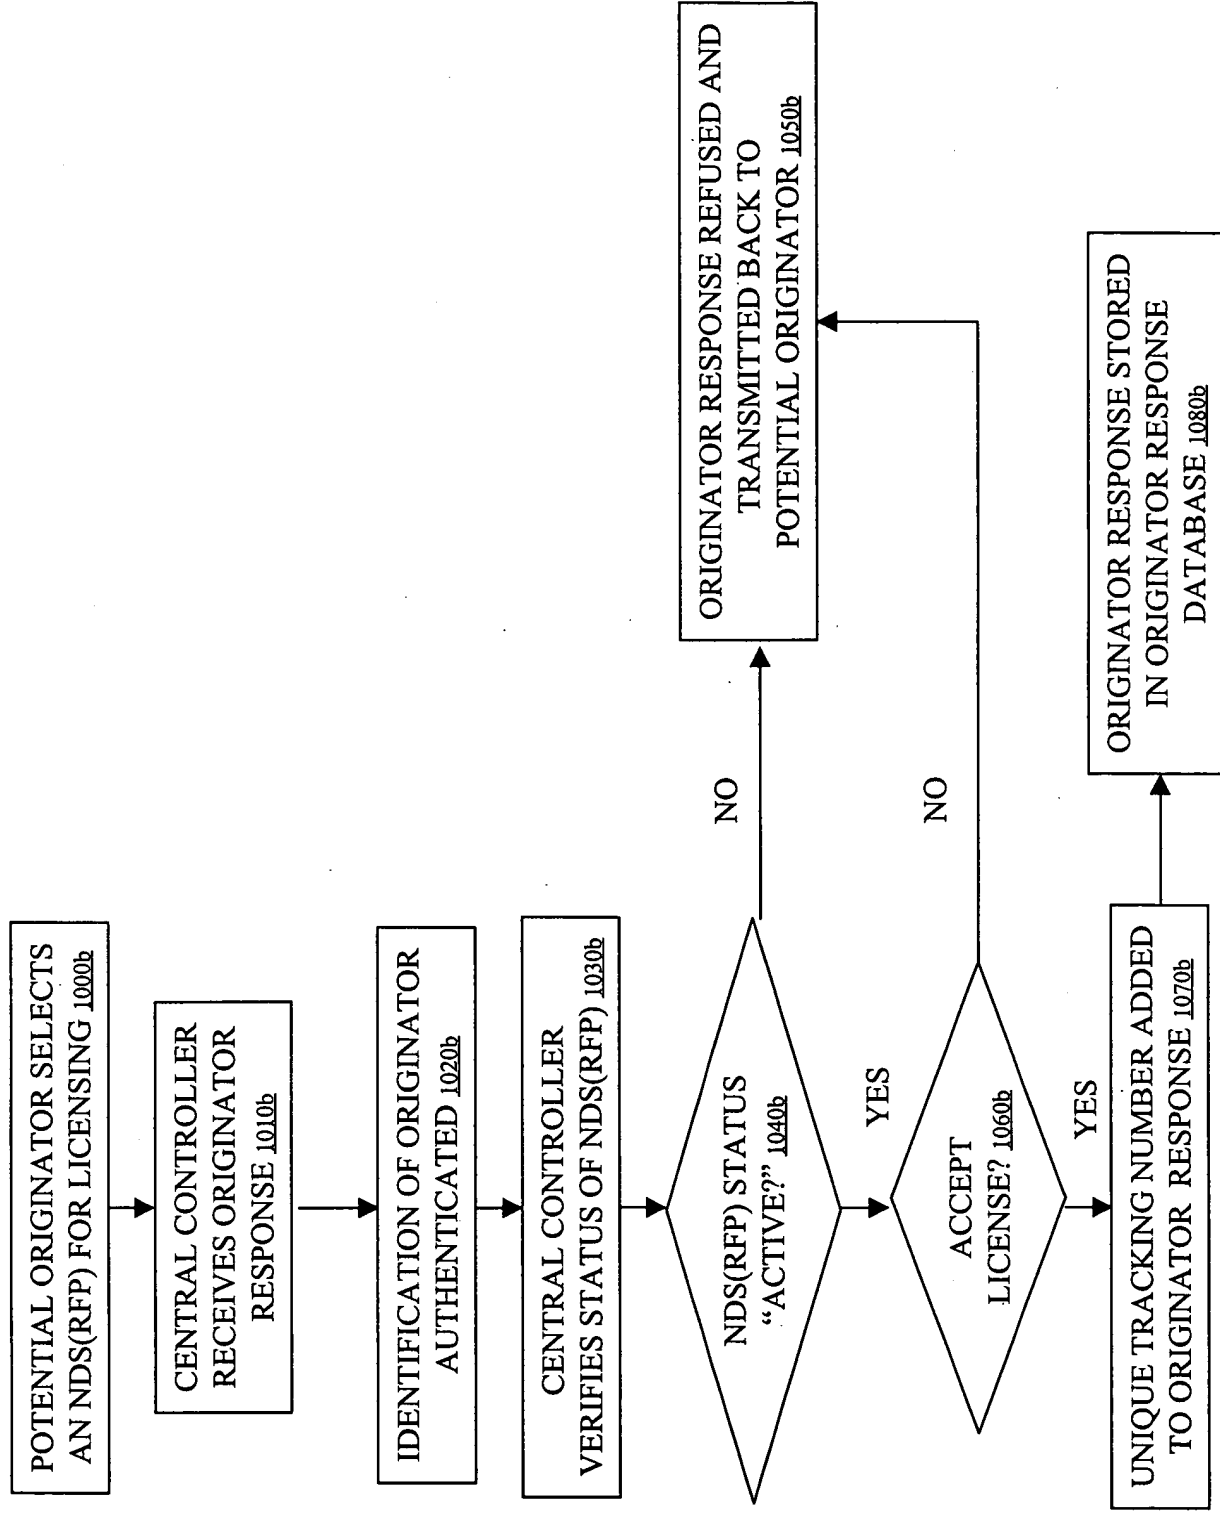 POTENTIAL ORIGINATOR SELECTS
AN NDS(RFP) FOR LICENSING 1000b
CENTRAL CONTROLLER
RECEIVES ORIGINATOR
RESPONSE 1010b
IDENTIFICATION OF ORIGINATOR
AUTHENTICATED 1020b
CENTRAL CONTROLLER
VERIFIES STATUS OF NDS(RFP) 1030b
NDS(RFP) STATUS
“ACTIVE?” 1040b
NO
ORIGINATOR RESPONSE REFUSED AND
TRANSMITTED BACK TO
POTENTIAL ORIGINATOR 1050b
YES
ACCEPT
LICENSE? 1060b
NO
YES
UNIQUE TRACKING NUMBER ADDED
TO ORIGINATOR RESPONSE 1070b
ORIGINATOR RESPONSE STORED
IN ORIGINATOR RESPONSE
DATABASE 1080b